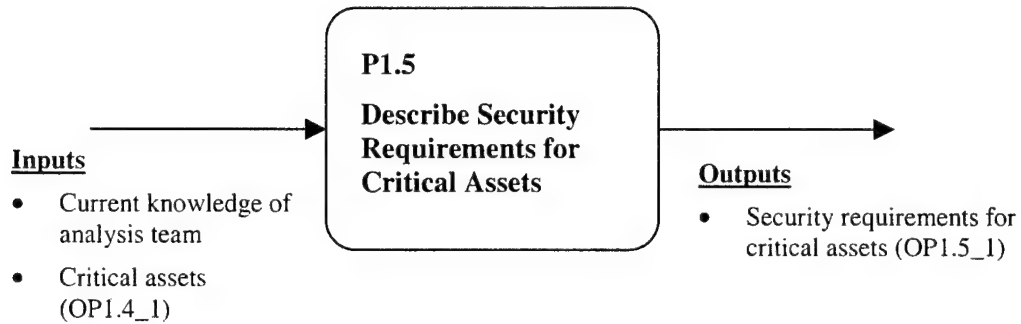 P1.5
Describe Security
Requirements for
Critical Assets
Inputs
• Current knowledge of
analysis team
• Critical assets
(OP1.4_1)
Outputs
• Security requirements for
critical assets (OP1.5_1)